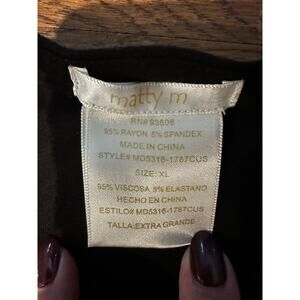 matty m
RN# 93608
95% RAYON 5% SPANDEX
MADE IN CHINA
STYLE# MD5316-1787CUS
SIZE: XL
95% VISCOSA 5% ELASTANO
HECHO EN CHINA
ESTILO# MD5316-1787CUS
TALLA:EXTRA GRANDE